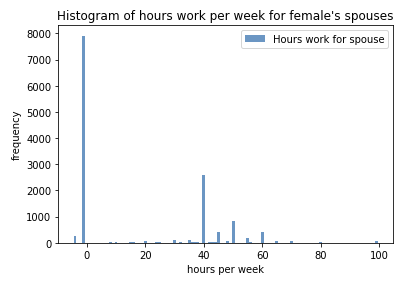 Histogram of hours work per week for female's spouses
Hours work for spouse
frequency
8000
7000
6000
5000
4000
3000
2000
1000
0
0 20 40 60 80 100
hours per week